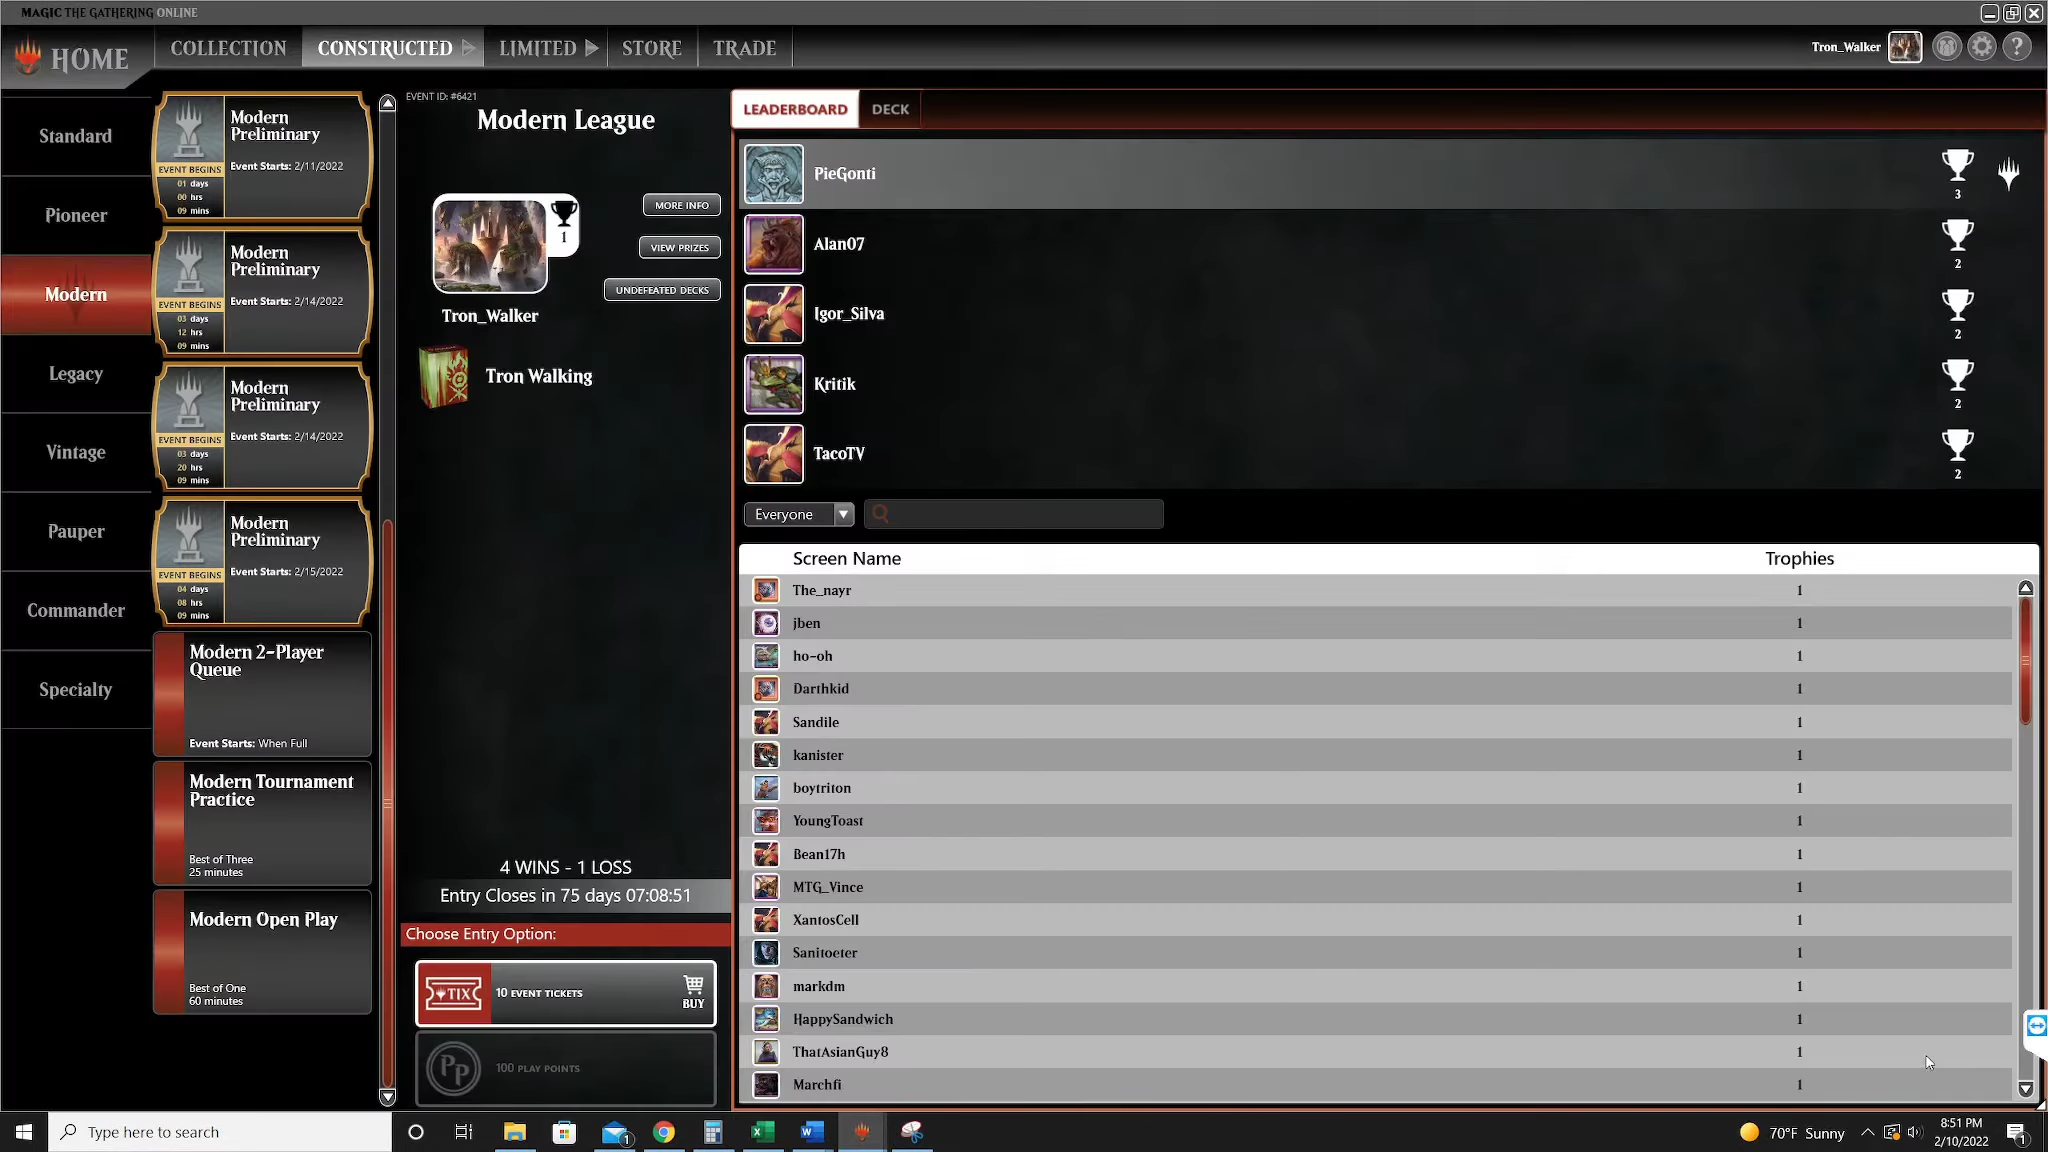 MAGIC THE GATHERING ONLINE
HOME
COLLECTION
CONSTRUCTED
LIMITED
STORE
TRADE
Tron_Walker
?
Standard
Pioneer
Modern
Legacy
Vintage
Pauper
Commander
Specialty
Modern
Preliminary
Event Starts: 2/11/2022
EVENT BEGINS
01 days
00 hrs
09 mins
Modern
Preliminary
Event Starts: 2/14/2022
EVENT BEGINS
03 days
12 hrs
09 mins
Modern
Preliminary
Event Starts: 2/14/2022
EVENT BEGINS
03 days
20 hrs
09 mins
Modern
Preliminary
Event Starts: 2/15/2022
EVENT BEGINS
04 days
08 hrs
09 mins
Modern 2-Player
Queue
Event Starts: When Full
Modern Tournament
Practice
Best of Three
25 minutes
Modern Open Play
Best of One
60 minutes
EVENT ID: #6421
Modern League
1
MORE INFO
VIEW PRIZES
UNDEFEATED DECKS
Tron_Walker
Tron Walking
4 WINS - 1 LOSS
Entry Closes in 75 days 07:08:51
Choose Entry Option:
TIX
10 EVENT TICKETS
BUY
PP
100 PLAY POINTS
LEADERBOARD
DECK
PieGonti
3
Alan07
2
Igor_Silva
2
Kritik
2
TacoTV
2
Everyone
Screen Name Trophies
The_nayr 1
jben 1
ho-oh 1
Darthkid 1
Sandile 1
kanister 1
boytriton 1
YoungToast 1
Bean17h 1
MTG_Vince 1
XantosCell 1
Sanitoeter 1
markdm 1
HappySandwich 1
ThatAsianGuy8 1
Marchfi 1
Type here to search
1
70°F Sunny
8:51 PM
2/10/2022
1